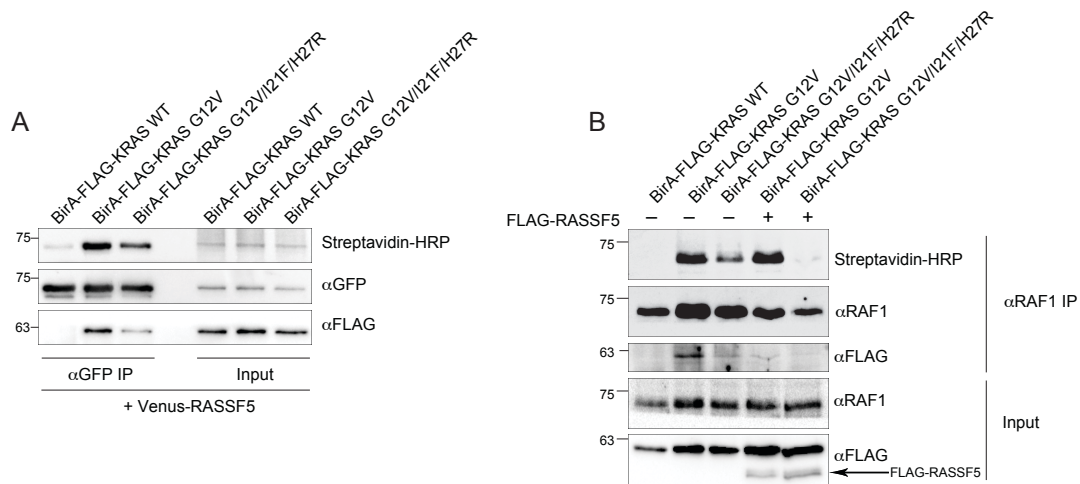 A
BirA-FLAG-KRAS WT
BirA-FLAG-KRAS G12V
BirA-FLAG-KRAS G12V/I21F/H27R
BirA-FLAG-KRAS WT
BirA-FLAG-KRAS G12V
BirA-FLAG-KRAS G12V/I21F/H27R
75
Streptavidin-HRP
75
αGFP
63
αFLAG
αGFP IP
Input
+ Venus-RASSF5
B
BirA-FLAG-KRAS WT
BirA-FLAG-KRAS G12V
BirA-FLAG-KRAS G12V/I21F/H27R
BirA-FLAG-KRAS G12V
BirA-FLAG-KRAS G12V/I21F/H27R
FLAG-RASSF5 – – – + +
75
Streptavidin-HRP
75
αRAF1
63
αFLAG
αRAF1 IP
75
αRAF1
63
αFLAG
FLAG-RASSF5
Input